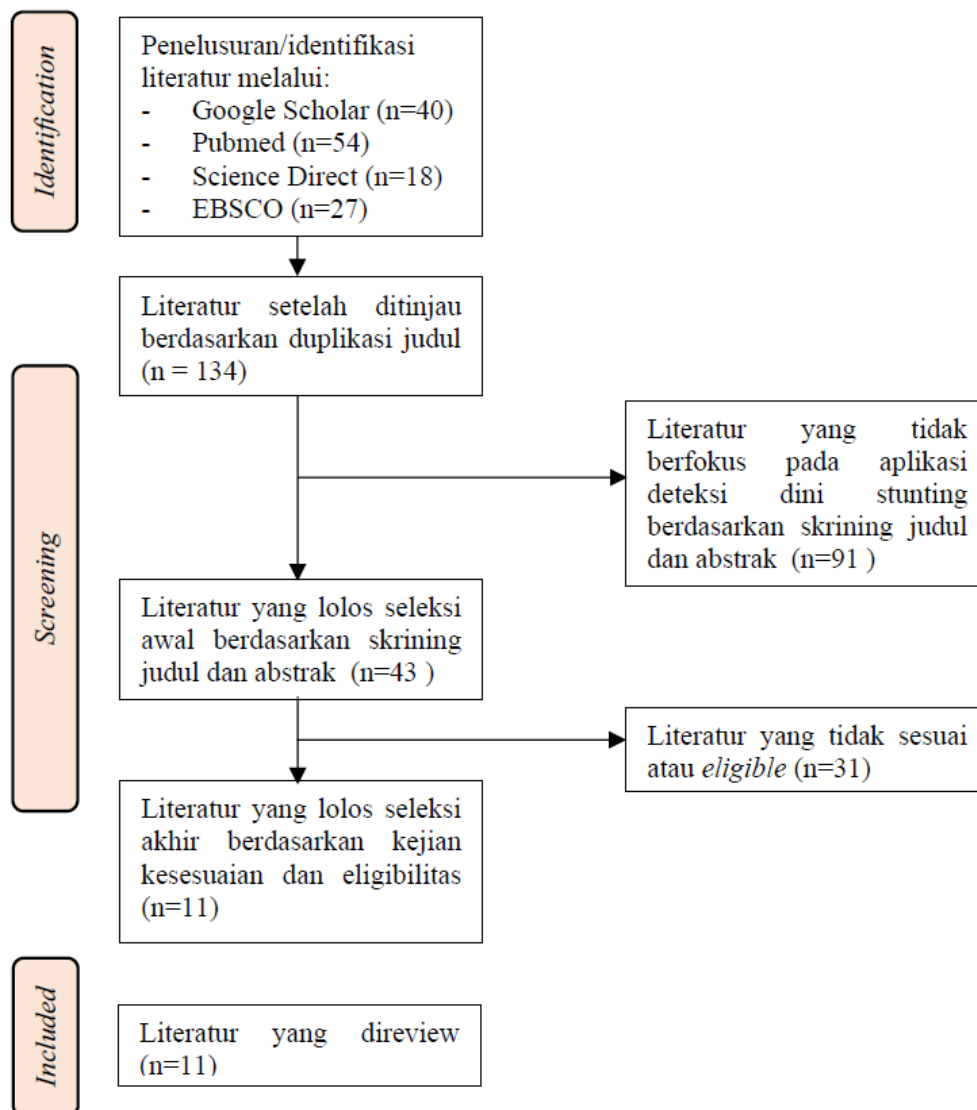 Identification
Penelusuran/identifikasi
literatur melalui:
- Google Scholar (n=40)
- Pubmed (n=54)
- Science Direct (n=18)
- EBSCO (n=27)
Literatur setelah ditinjau
berdasarkan duplikasi judul
(n = 134)
Screening
Literatur yang tidak
berfokus pada aplikasi
deteksi dini stunting
berdasarkan skrining judul
dan abstrak (n=91 )
Literatur yang lolos seleksi
awal berdasarkan skrining
judul dan abstrak (n=43 )
Literatur yang tidak sesuai
atau eligible (n=31)
Literatur yang lolos seleksi
akhir berdasarkan kejian
kesesuaian dan eligibilitas
(n=11)
Included
Literatur yang direview
(n=11)